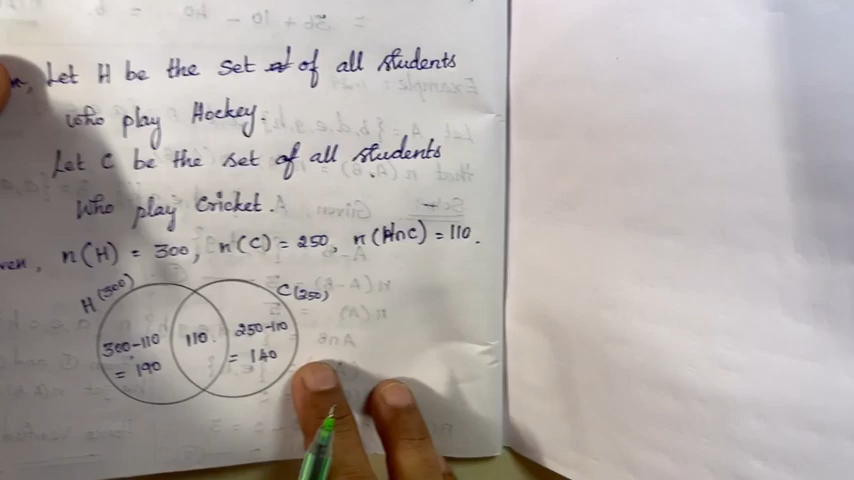 Let H be the set of all students
who play Hockey.
Let C be the set of all students
who play Cricket.
n(H) = 300, n(C) = 250, n(H∩C) = 110.
H(300)
C(250)
300-110
= 190
110
250-110
= 140